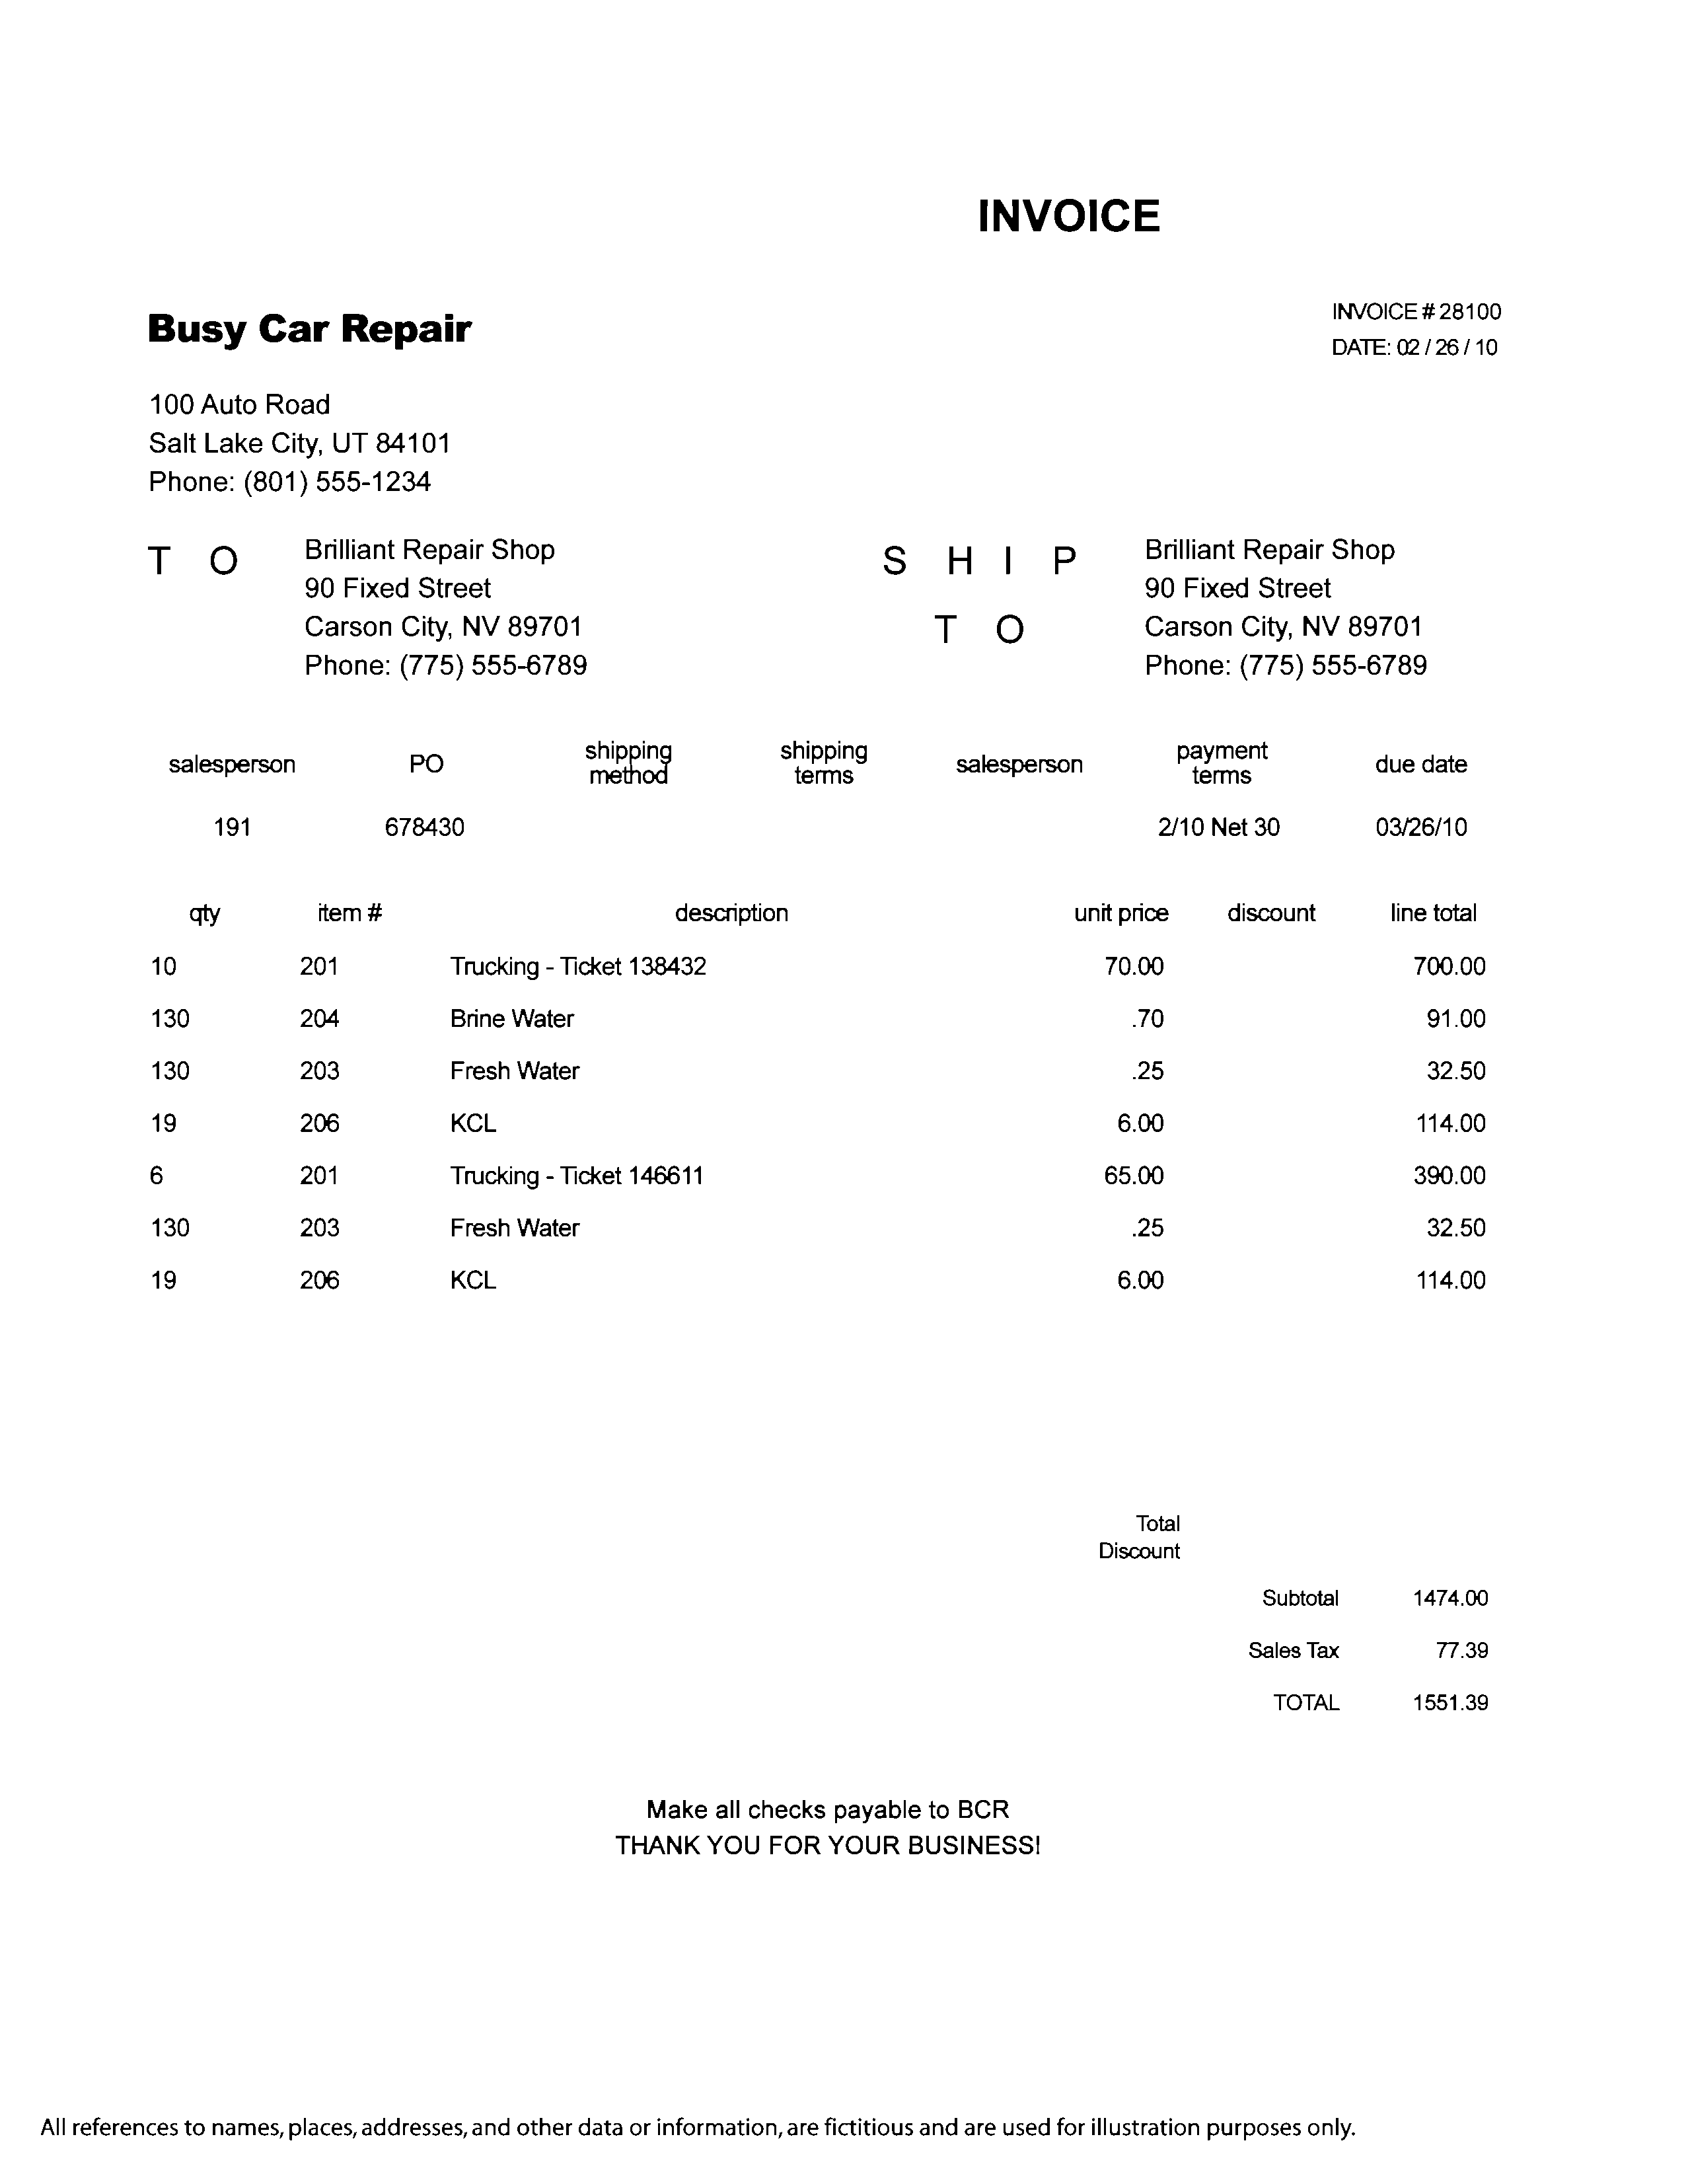 INVOICE
Busy Car Repair
INVOICE # 28100
DATE: 02 / 26 / 10
100 Auto Road
Salt Lake City, UT 84101
Phone: (801) 555-1234
T O
Brilliant Repair Shop
90 Fixed Street
Carson City, NV 89701
Phone: (775) 555-6789
S H I P
T O
Brilliant Repair Shop
90 Fixed Street
Carson City, NV 89701
Phone: (775) 555-6789
salesperson PO shipping method shipping terms salesperson payment terms due date
191 678430 2/10 Net 30 03/26/10
qty item # description unit price discount line total
10 201 Trucking - Ticket 138432 70.00 700.00
130 204 Brine Water .70 91.00
130 203 Fresh Water .25 32.50
19 206 KCL 6.00 114.00
6 201 Trucking - Ticket 146611 65.00 390.00
130 203 Fresh Water .25 32.50
19 206 KCL 6.00 114.00
Total
Discount
Subtotal 1474.00
Sales Tax 77.39
TOTAL 1551.39
Make all checks payable to BCR
THANK YOU FOR YOUR BUSINESS!
All references to names, places, addresses, and other data or information, are fictitious and are used for illustration purposes only.